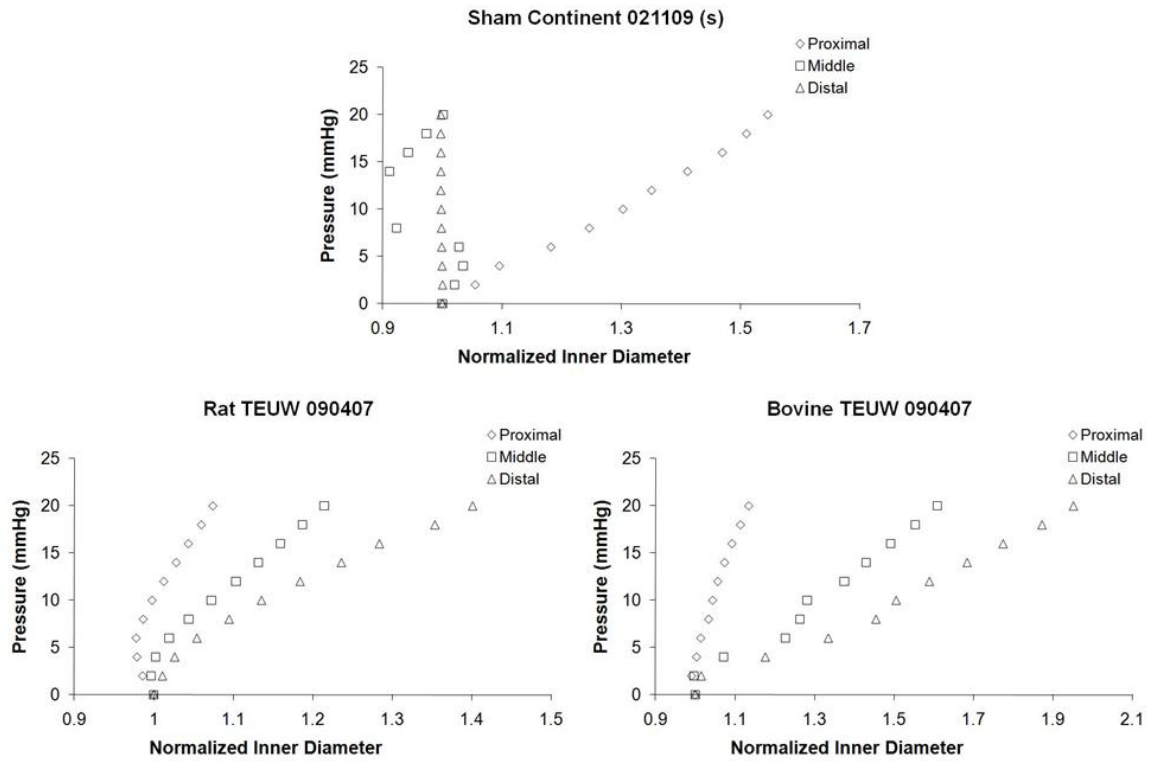 Sham Continent 021109 (s)
Proximal
Middle
Distal
25
20
15
10
5
0
Pressure (mmHg)
0.9 1.1 1.3 1.5 1.7
Normalized Inner Diameter
Rat TEUW 090407
Proximal
Middle
Distal
25
20
15
10
5
0
Pressure (mmHg)
0.9 1 1.1 1.2 1.3 1.4 1.5
Normalized Inner Diameter
Bovine TEUW 090407
Proximal
Middle
Distal
25
20
15
10
5
0
Pressure (mmHg)
0.9 1.1 1.3 1.5 1.7 1.9 2.1
Normalized Inner Diameter